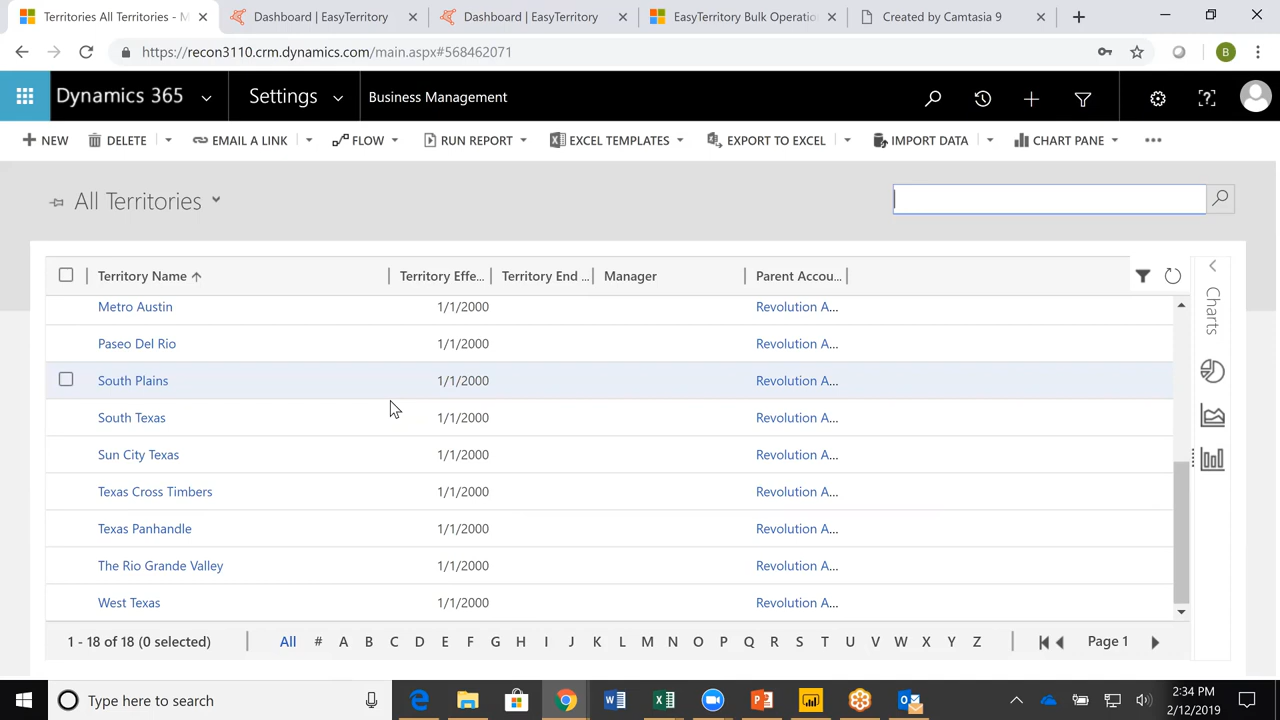 Territories All Territories
Dashboard | EasyTerritory
Dashboard | EasyTerritory
EasyTerritory Bulk Operation
Created by Camtasia 9
https://recon3110.crm.dynamics.com/main.aspx#568462071
B
Dynamics 365
Settings
Business Management
NEW
DELETE
EMAIL A LINK
FLOW
RUN REPORT
EXCEL TEMPLATES
EXPORT TO EXCEL
IMPORT DATA
CHART PANE
All Territories
Territory Name
Territory Effe...
Territory End ...
Manager
Parent Accou...
Charts
Metro Austin 1/1/2000 Revolution A...
Paseo Del Rio 1/1/2000 Revolution A...
South Plains 1/1/2000 Revolution A...
South Texas 1/1/2000 Revolution A...
Sun City Texas 1/1/2000 Revolution A...
Texas Cross Timbers 1/1/2000 Revolution A...
Texas Panhandle 1/1/2000 Revolution A...
The Rio Grande Valley 1/1/2000 Revolution A...
West Texas 1/1/2000 Revolution A...
1 - 18 of 18 (0 selected)
All # A B C D E F G H I J K L M N O P Q R S T U V W X Y Z
Page 1
Type here to search
2:34 PM
2/12/2019